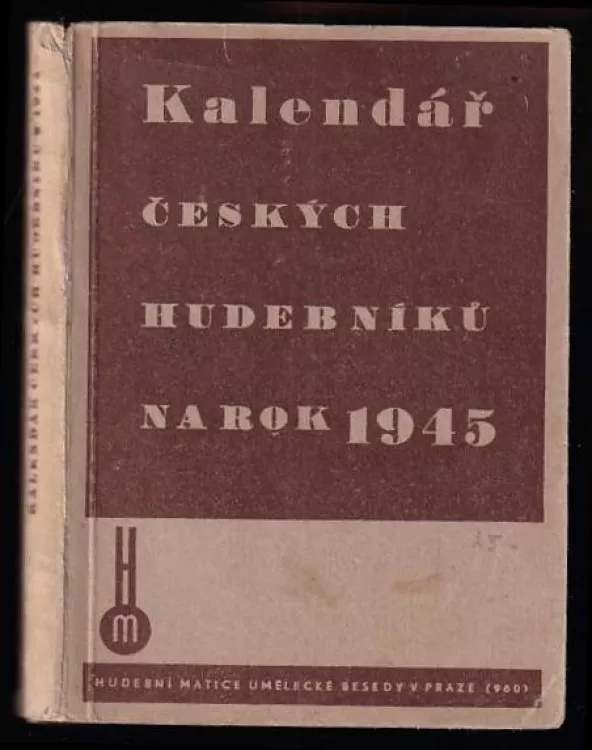 Kalendář
ČESKÝCH
HUDEBNÍKŮ
NA ROK 1945
H
m
HUDEBNÍ MATICE UMĚLECKÉ BESEDY V PRAZE (960)